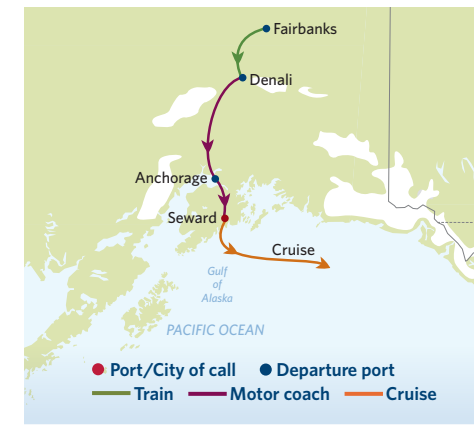 Fairbanks
Denali
Anchorage
Seward
Cruise
Gulf
of
Alaska
PACIFIC OCEAN
Port/City of call Departure port
Train Motor coach Cruise